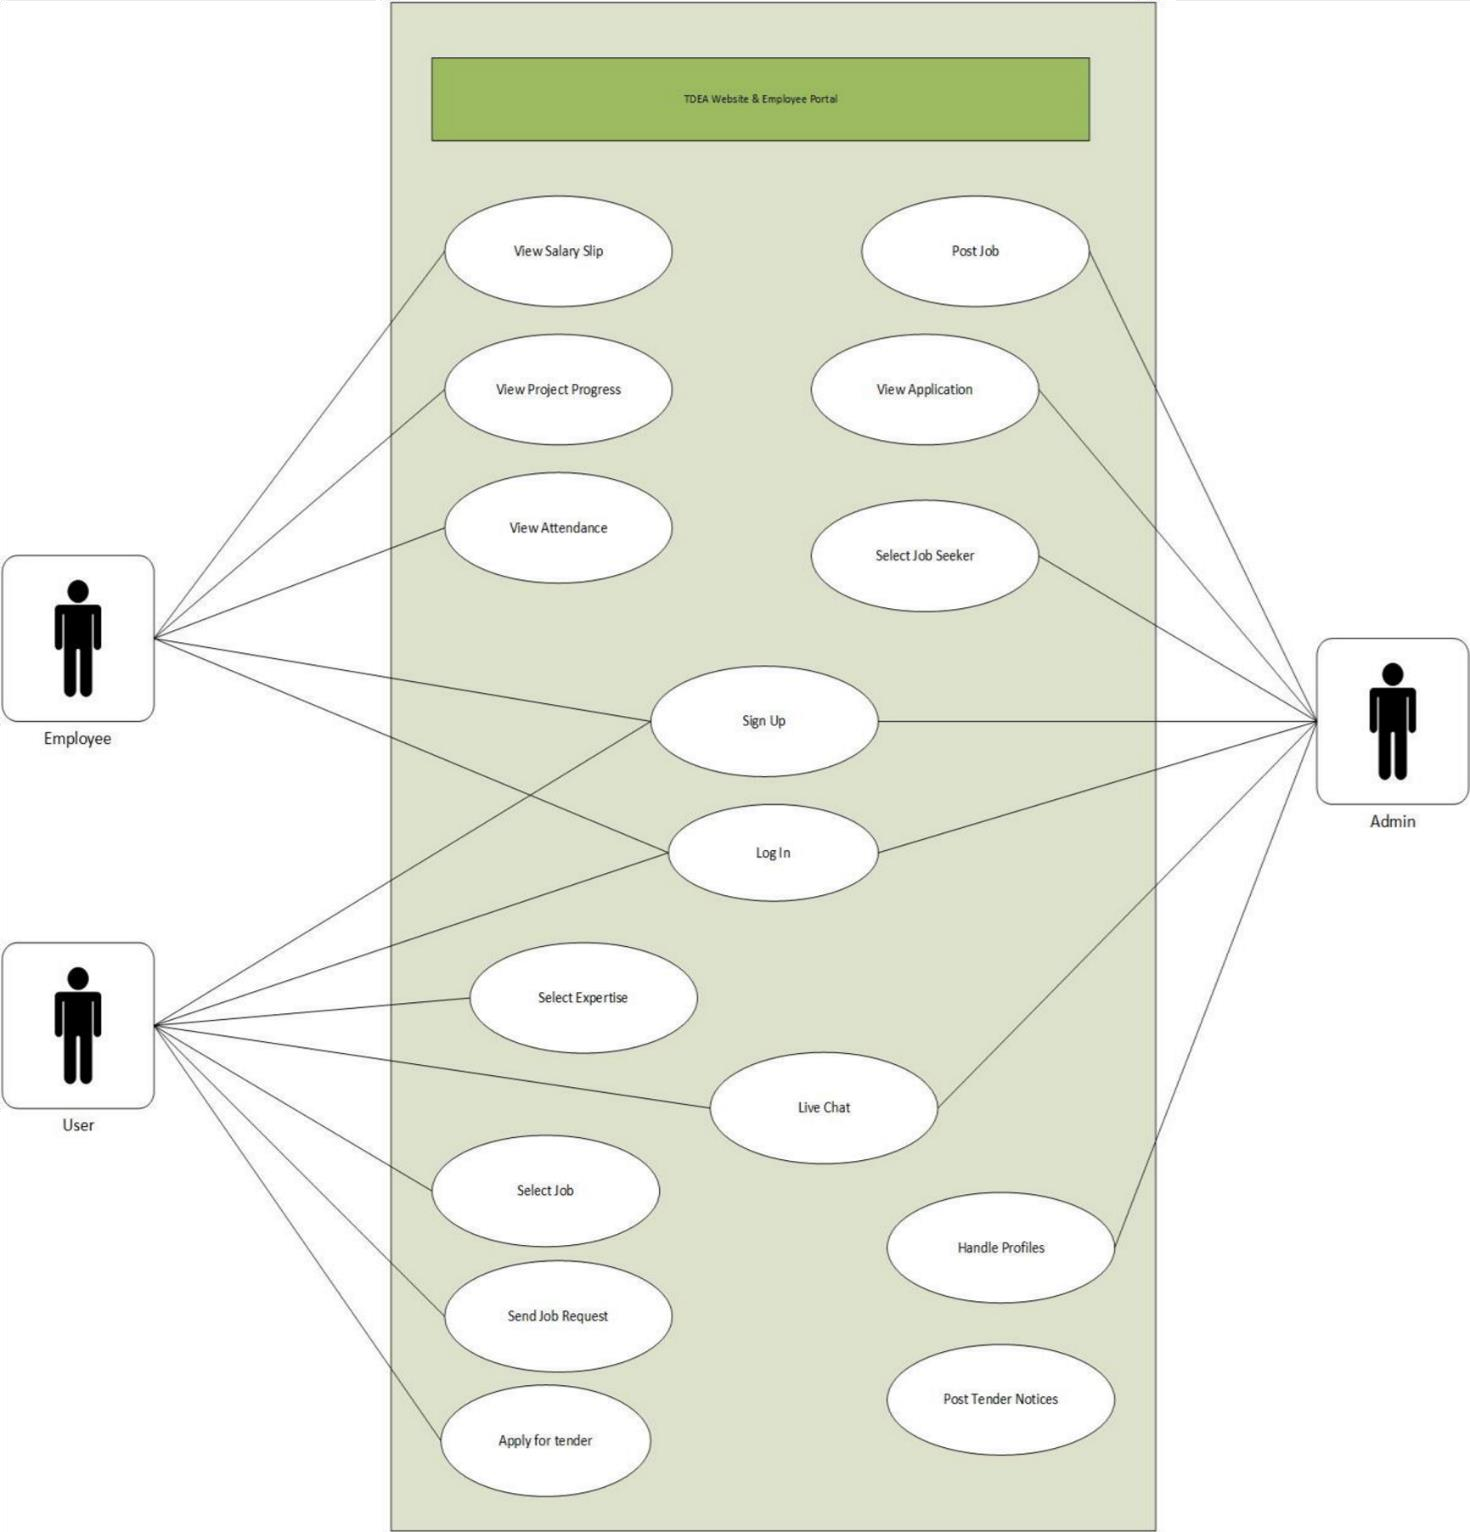 TDEA Website & Employee Portal
View Salary Slip
Post Job
View Project Progress
View Application
View Attendance
Select Job Seeker
Employee
Sign Up
Admin
Log In
Select Expertise
User
Live Chat
Select Job
Handle Profiles
Send Job Request
Post Tender Notices
Apply for tender